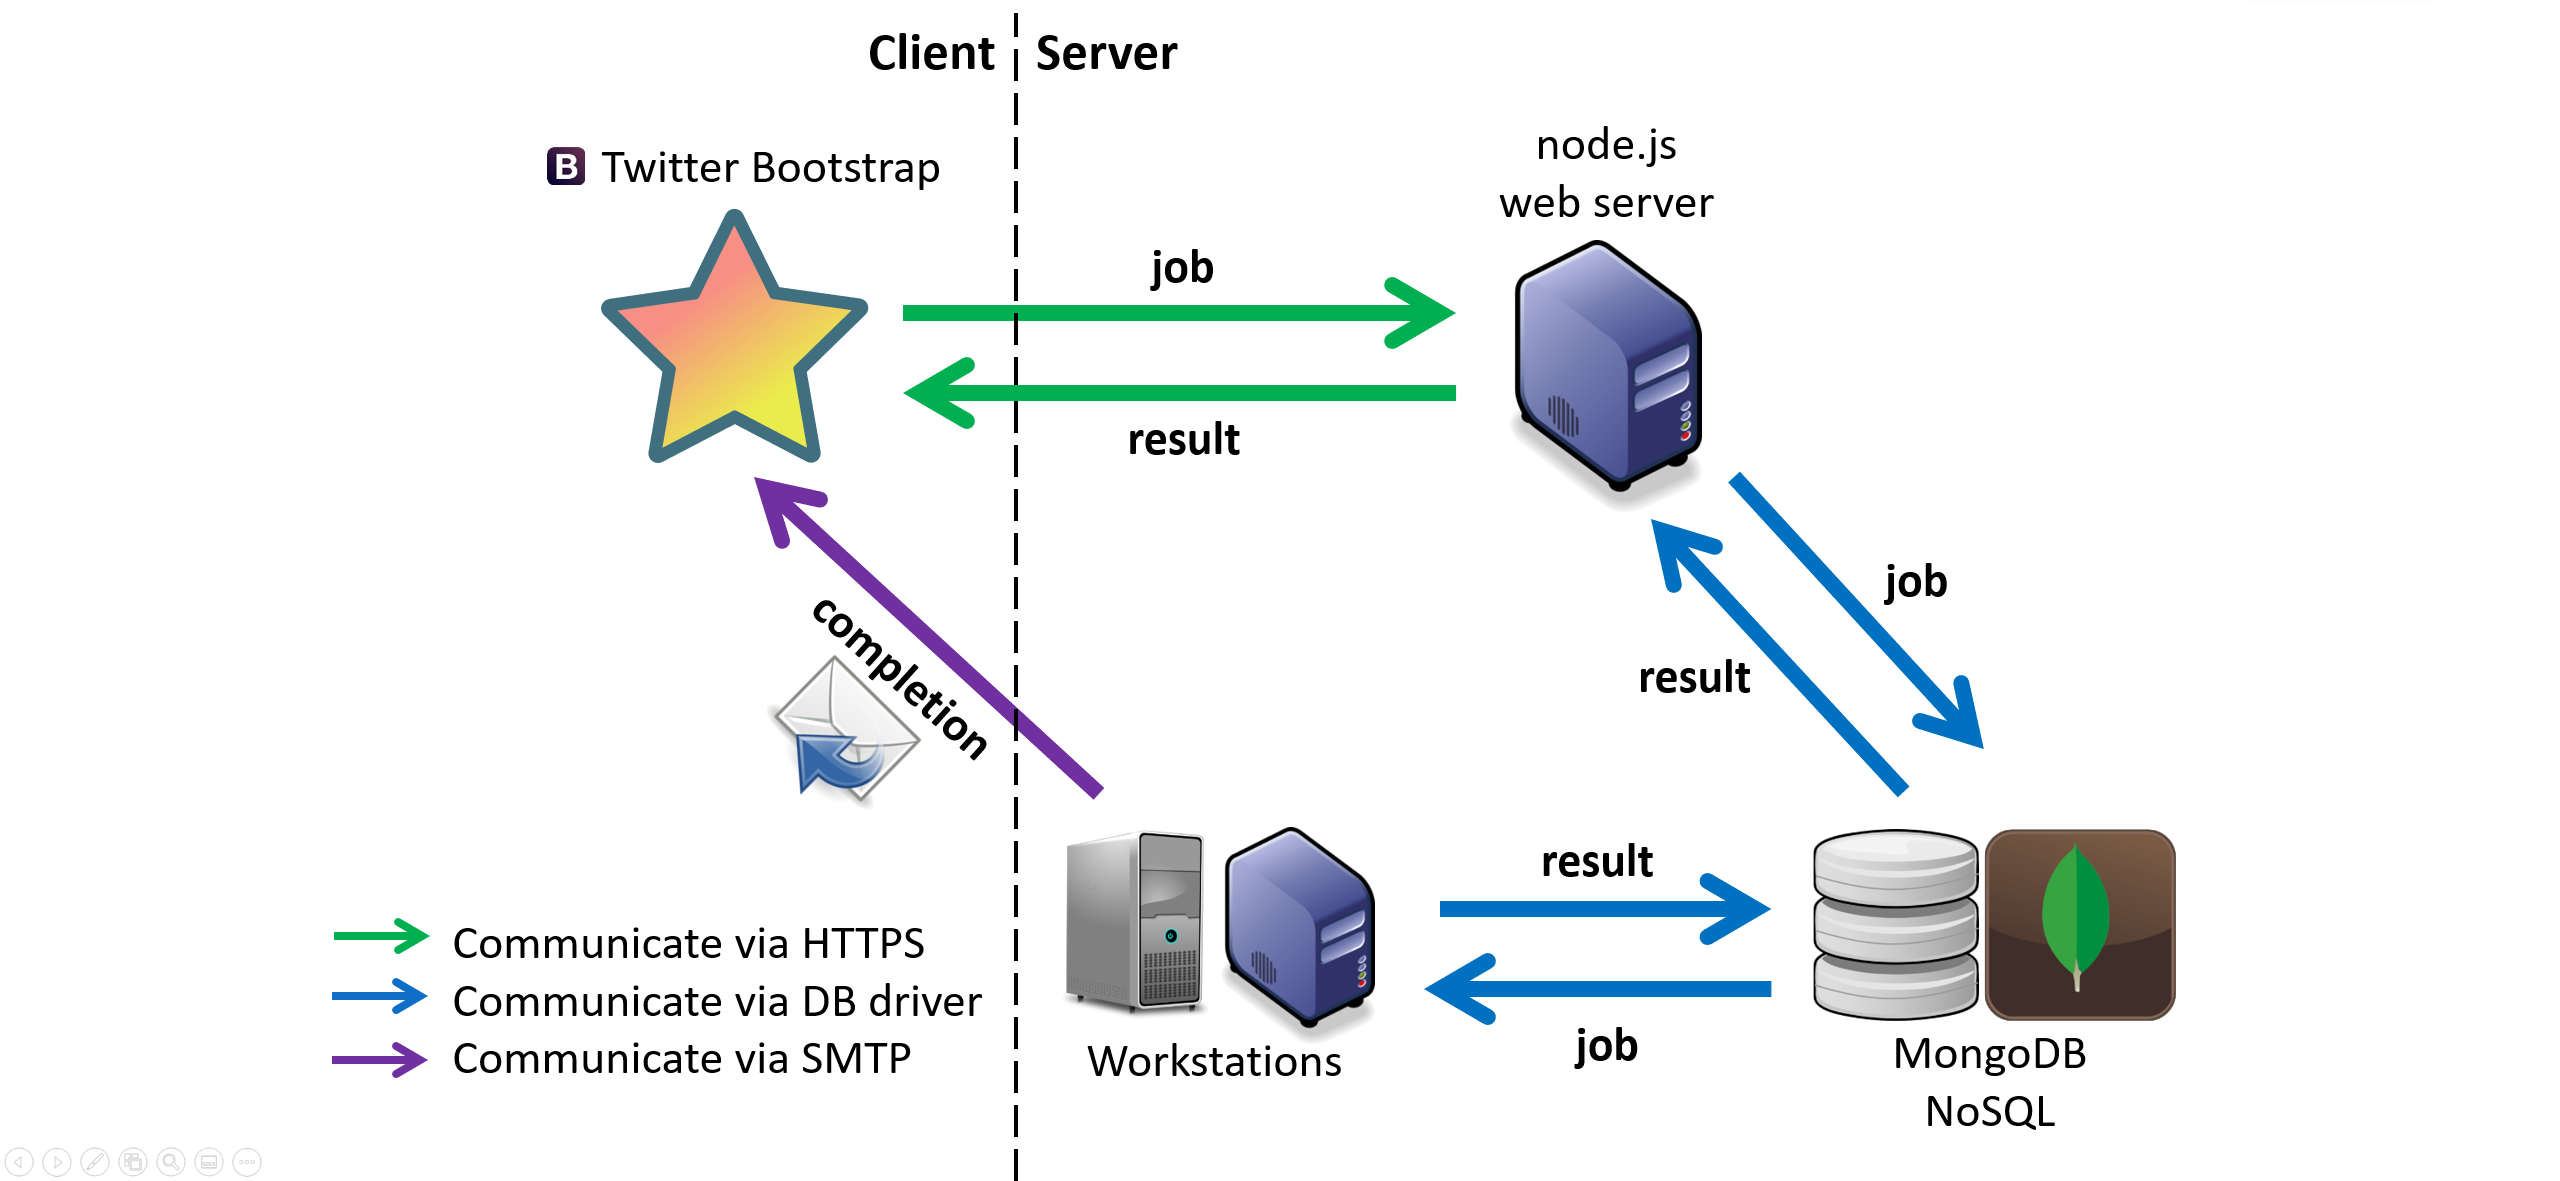 Client
Server
B Twitter Bootstrap
node.js
web server
job
result
job
result
completion
result
job
Workstations
MongoDB
NoSQL
Communicate via HTTPS
Communicate via DB driver
Communicate via SMTP